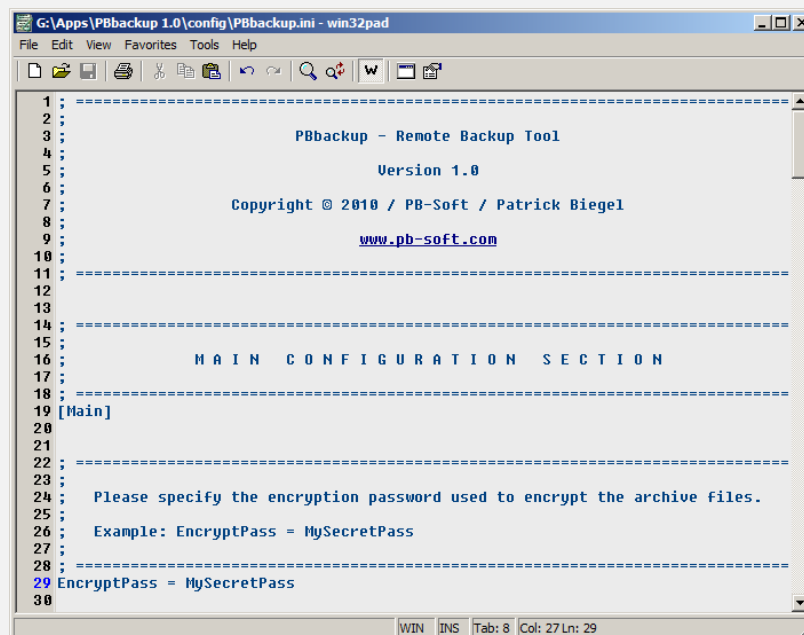 G:\Apps\PBbackup 1.0\config\PBbackup.ini - win32pad
File Edit View Favorites Tools Help
W
1 ; ==============================================================================
2 ;
3 ; PBbackup - Remote Backup Tool
4 ;
5 ; Version 1.0
6 ;
7 ; Copyright © 2010 / PB-Soft / Patrick Biegel
8 ;
9 ; www.pb-soft.com
10 ;
11 ; ==============================================================================
12
13
14 ; ==============================================================================
15 ;
16 ; M A I N   C O N F I G U R A T I O N   S E C T I O N
17 ;
18 ; ==============================================================================
19 [Main]
20
21
22 ; ==============================================================================
23 ;
24 ; Please specify the encryption password used to encrypt the archive files.
25 ;
26 ; Example: EncryptPass = MySecretPass
27 ;
28 ; ==============================================================================
29 EncryptPass = MySecretPass
30
WIN INS Tab: 8 Col: 27 Ln: 29